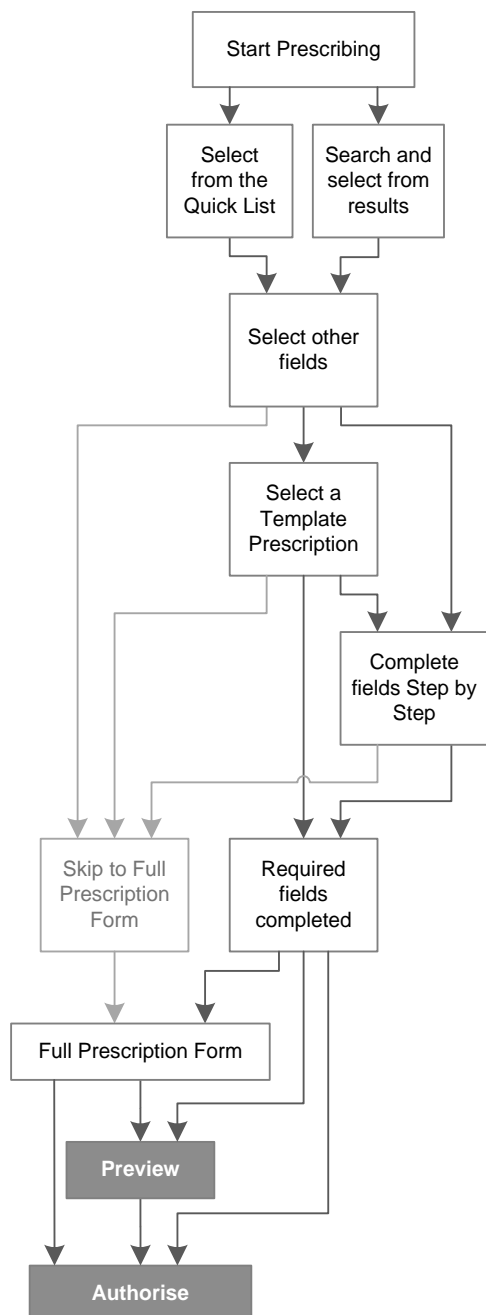 Start Prescribing
Select
from the
Quick List
Search and
select from
results
Select other
fields
Select a
Template
Prescription
Complete
fields Step by
Step
Skip to Full
Prescription
Form
Required
fields
completed
Full Prescription Form
Preview
Authorise